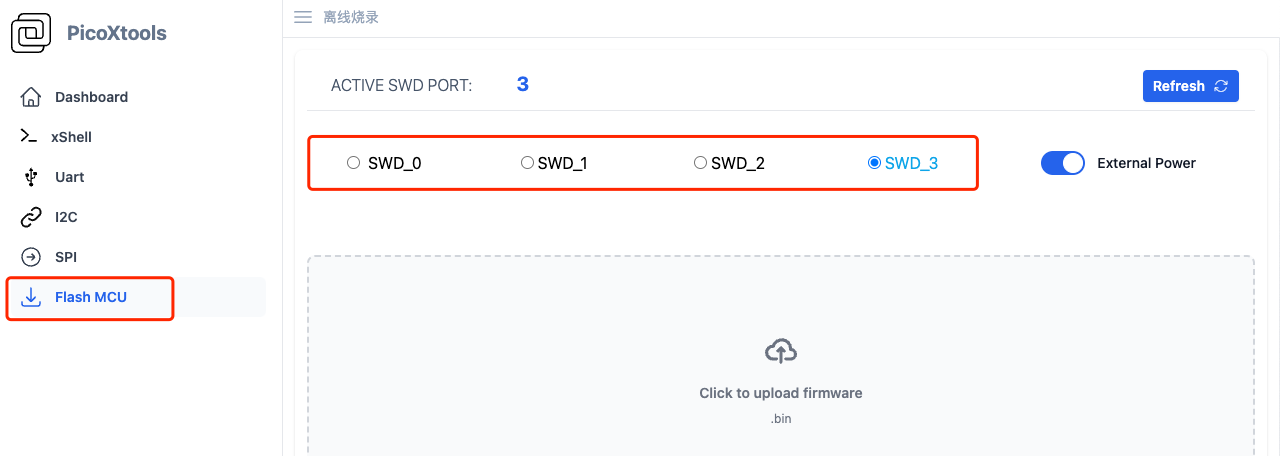 PicoXtools
离线烧录
Dashboard
xShell
Uart
I2C
SPI
Flash MCU
ACTIVE SWD PORT: 3
Refresh
SWD_0 SWD_1 SWD_2 SWD_3
External Power
Click to upload firmware
.bin